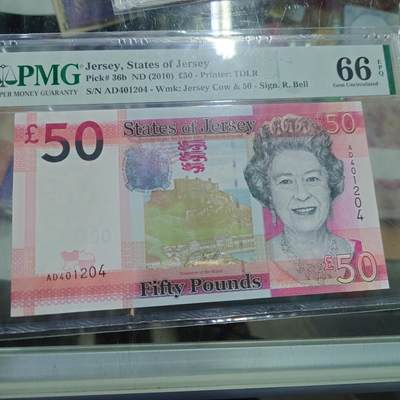 PMG
PAPER MONEY GUARANTY
Jersey, States of Jersey
Pick# 36b ND (2010) £50 - Printer: TDLR
S/N AD401204 - Wmk: Jersey Cow & 50 - Sign. R. Bell
66 EPQ
Gem Uncirculated
£50
States of Jersey
50
AD401204
AD401204
Fifty Pounds
£50